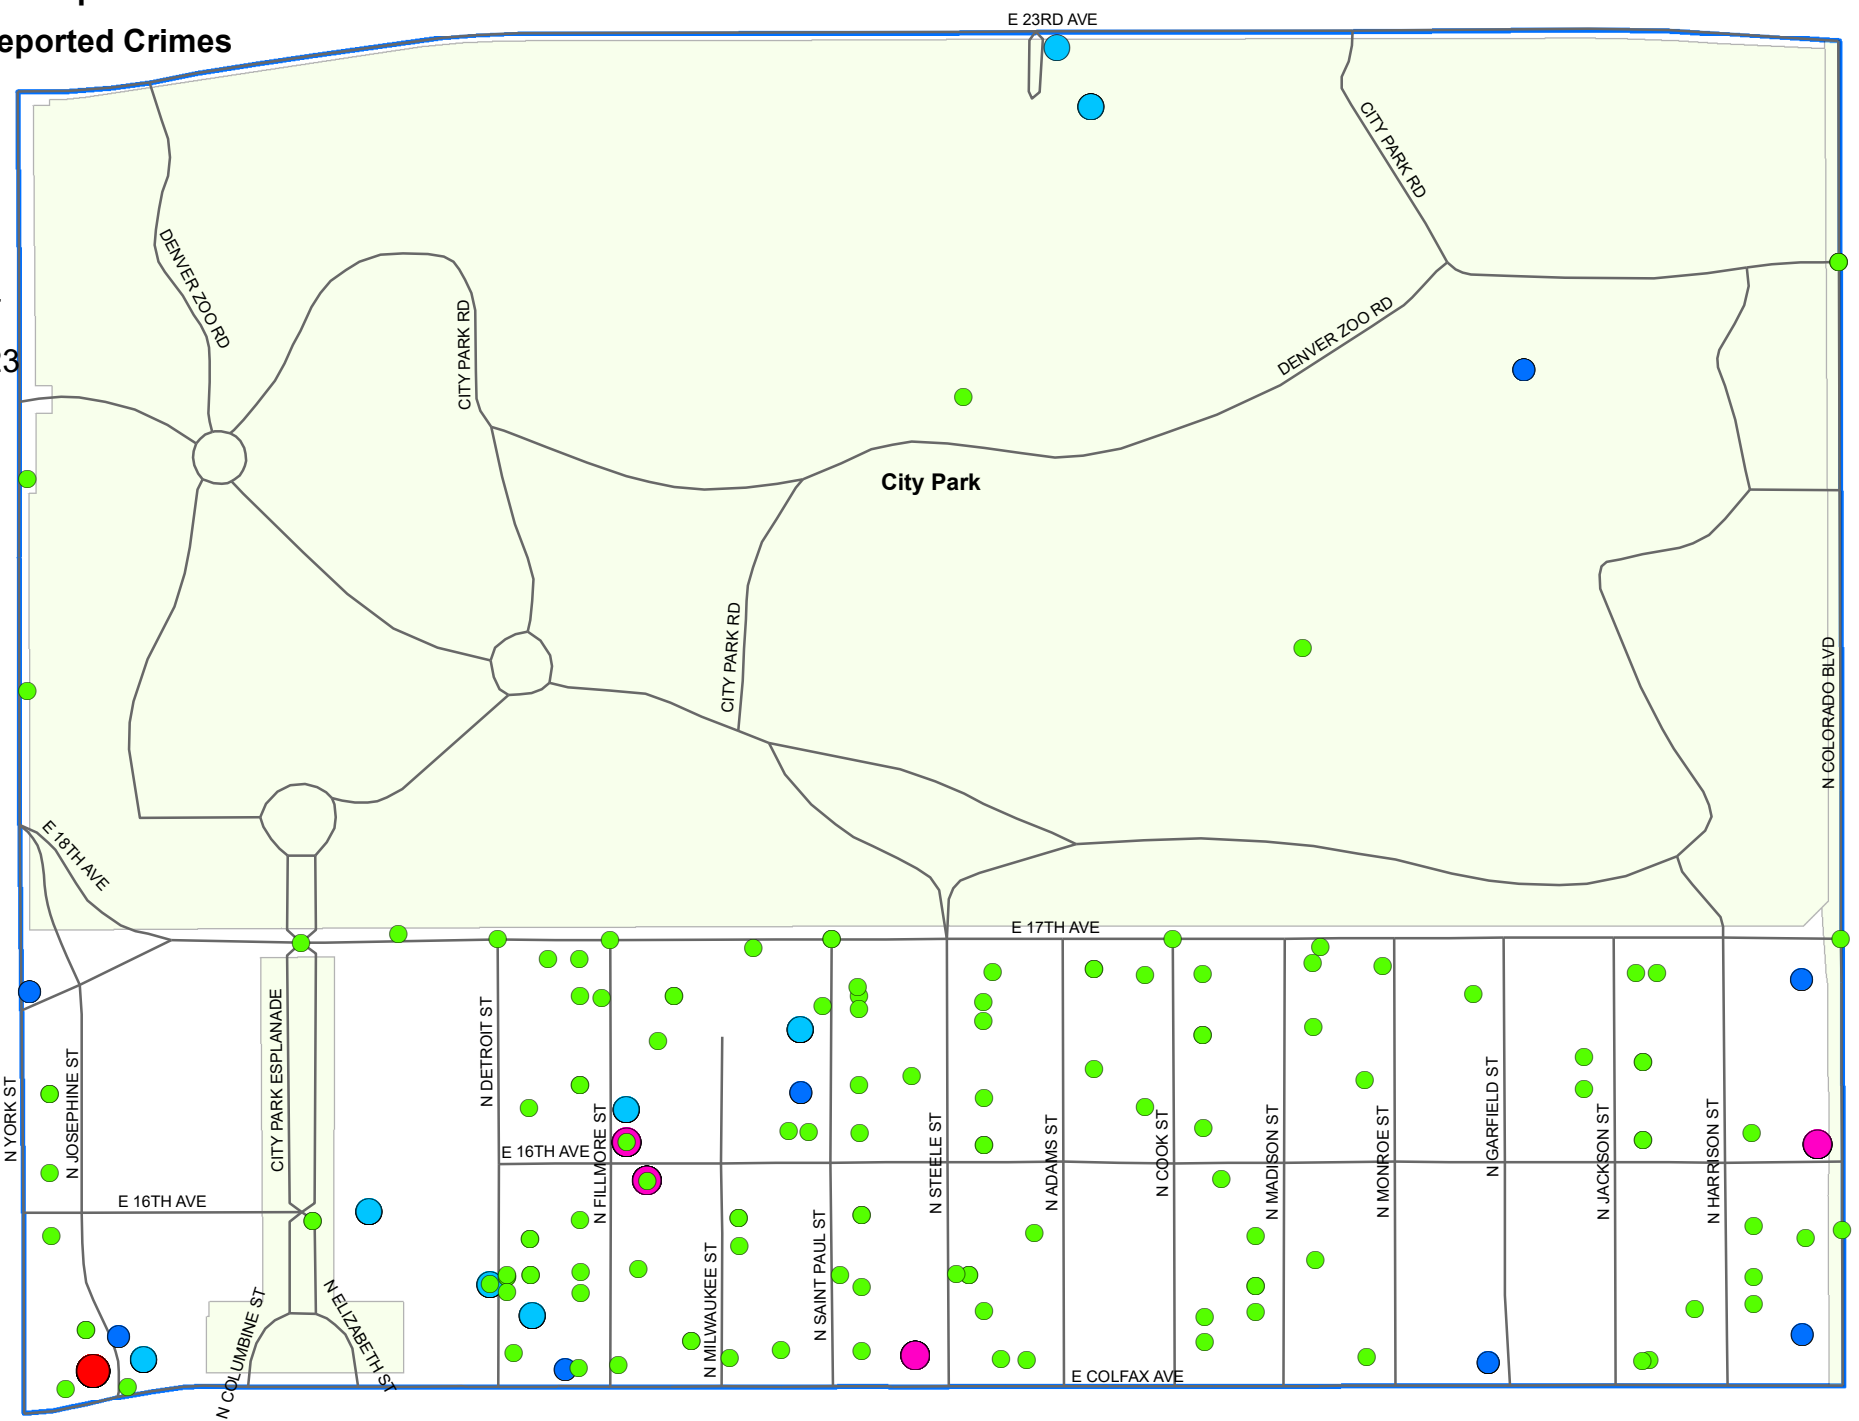 E 23RD AVE
eported Crimes
CITY PARK RD
DENVER ZOO RD
CITY PARK RD
DENVER ZOO RD
23
City Park
CITY PARK RD
N COLORADO BLVD
E 18TH AVE
E 17TH AVE
CITY PARK ESPLANADE
N DETROIT ST
N YORK ST
N JOSEPHINE ST
N FILLMORE ST
E 16TH AVE
N STEELE ST
N ADAMS ST
N COOK ST
N MADISON ST
N MONROE ST
N GARFIELD ST
N JACKSON ST
N HARRISON ST
E 16TH AVE
N MILWAUKEE ST
N SAINT PAUL ST
N COLUMBINE ST
N ELIZABETH ST
E COLFAX AVE